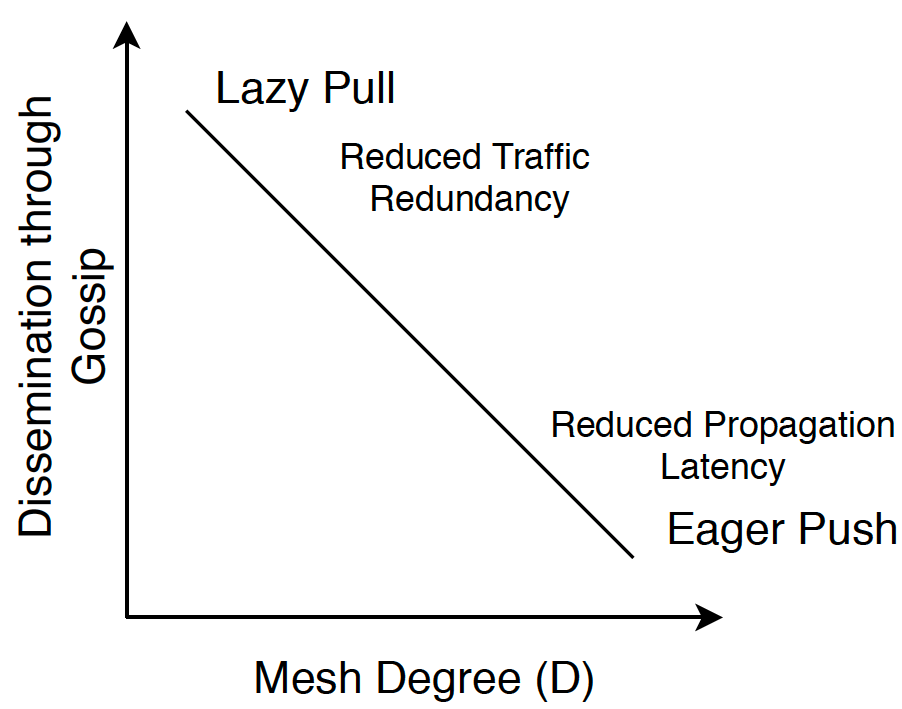 Lazy Pull
Reduced Traffic
Redundancy
Dissemination through
Gossip
Reduced Propagation
Latency
Eager Push
Mesh Degree (D)